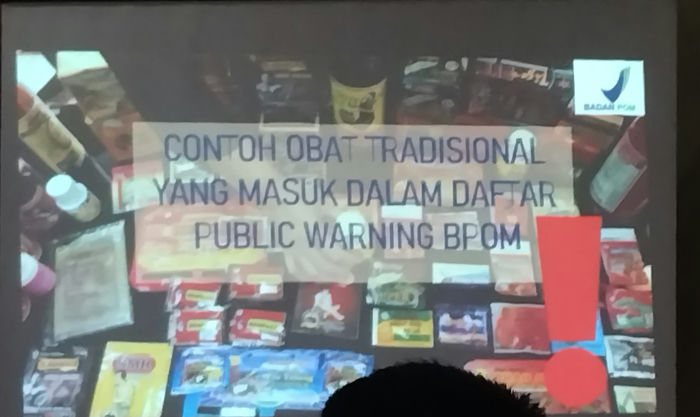 BADAN POM
CONTOH OBAT TRADISIONAL
YANG MASUK DALAM DAFTAR
PUBLIC WARNING BPOM